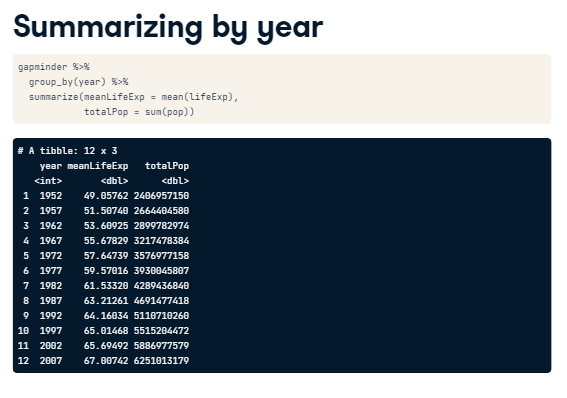 Summarizing by year
gapminder %>%
  group_by(year) %>%
  summarize(meanLifeExp = mean(lifeExp),
            totalPop = sum(pop))
# A tibble: 12 x 3
    year meanLifeExp   totalPop
   <int>       <dbl>      <dbl>
 1  1952    49.05762 2406957150
 2  1957    51.50740 2664404580
 3  1962    53.60925 2899782974
 4  1967    55.67829 3217478384
 5  1972    57.64739 3576977158
 6  1977    59.57016 3930045807
 7  1982    61.53320 4289436840
 8  1987    63.21261 4691477418
 9  1992    64.16034 5110710260
10  1997    65.01468 5515204472
11  2002    65.69492 5886977579
12  2007    67.00742 6251013179